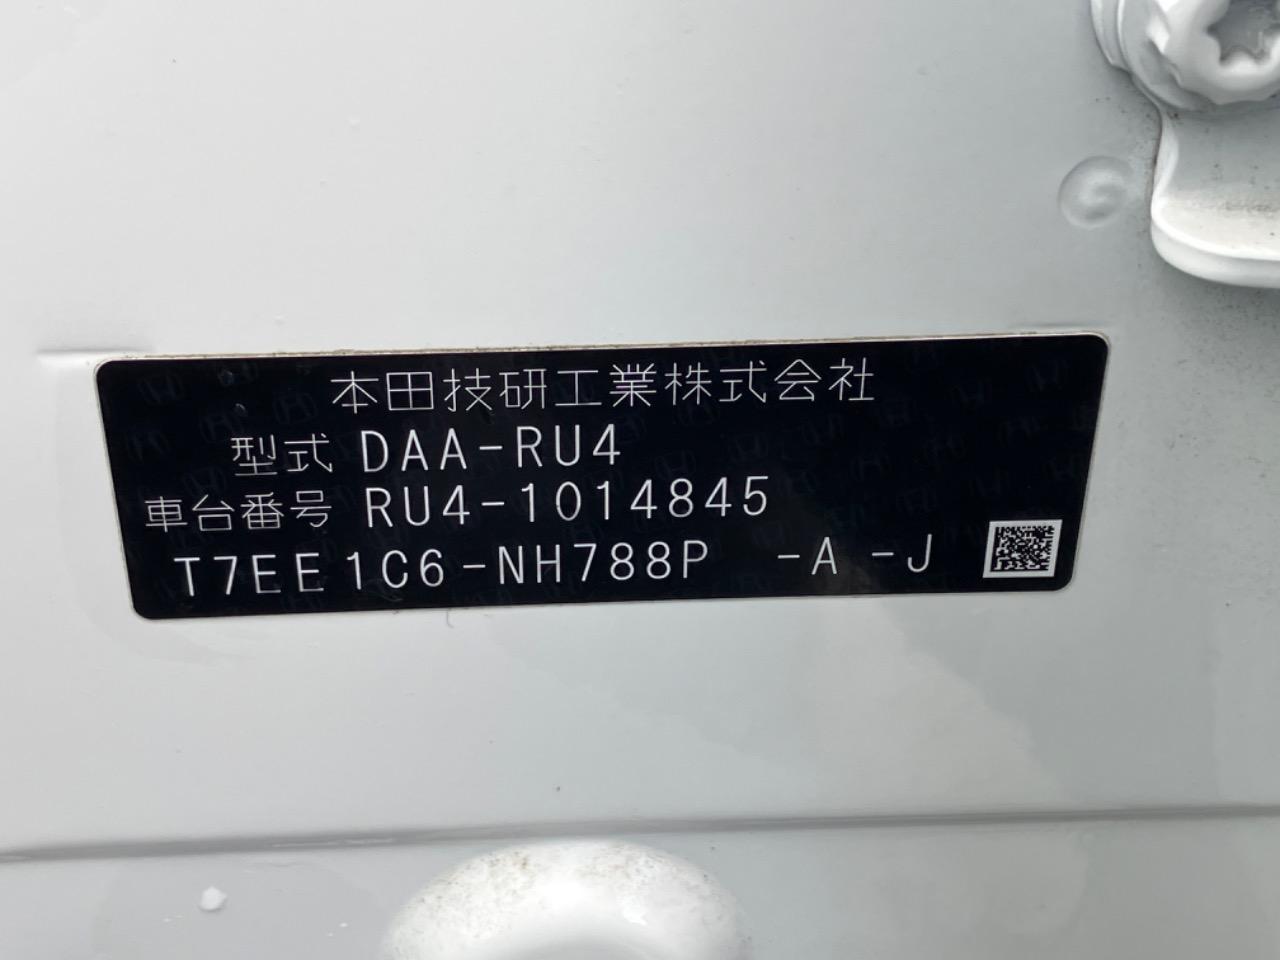 本田技研工業株式会社
型式 DAA-RU4
車台番号 RU4-1014845
T7EE1C6-NH788P -A -J